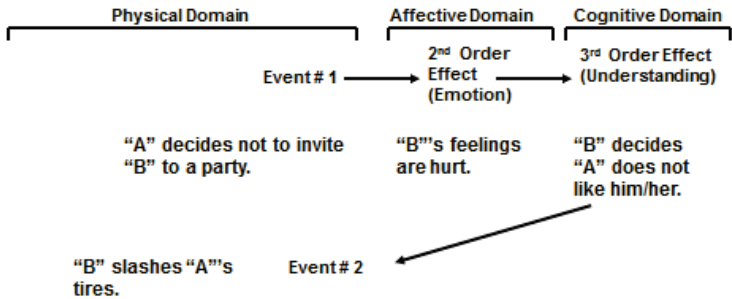 Physical Domain
Affective Domain
Cognitive Domain
Event # 1
2nd Order
Effect
(Emotion)
3rd Order Effect
(Understanding)
“A” decides not to invite
“B” to a party.
“B”’s feelings
are hurt.
“B” decides
“A” does not
like him/her.
“B” slashes “A”’s
tires.
Event # 2